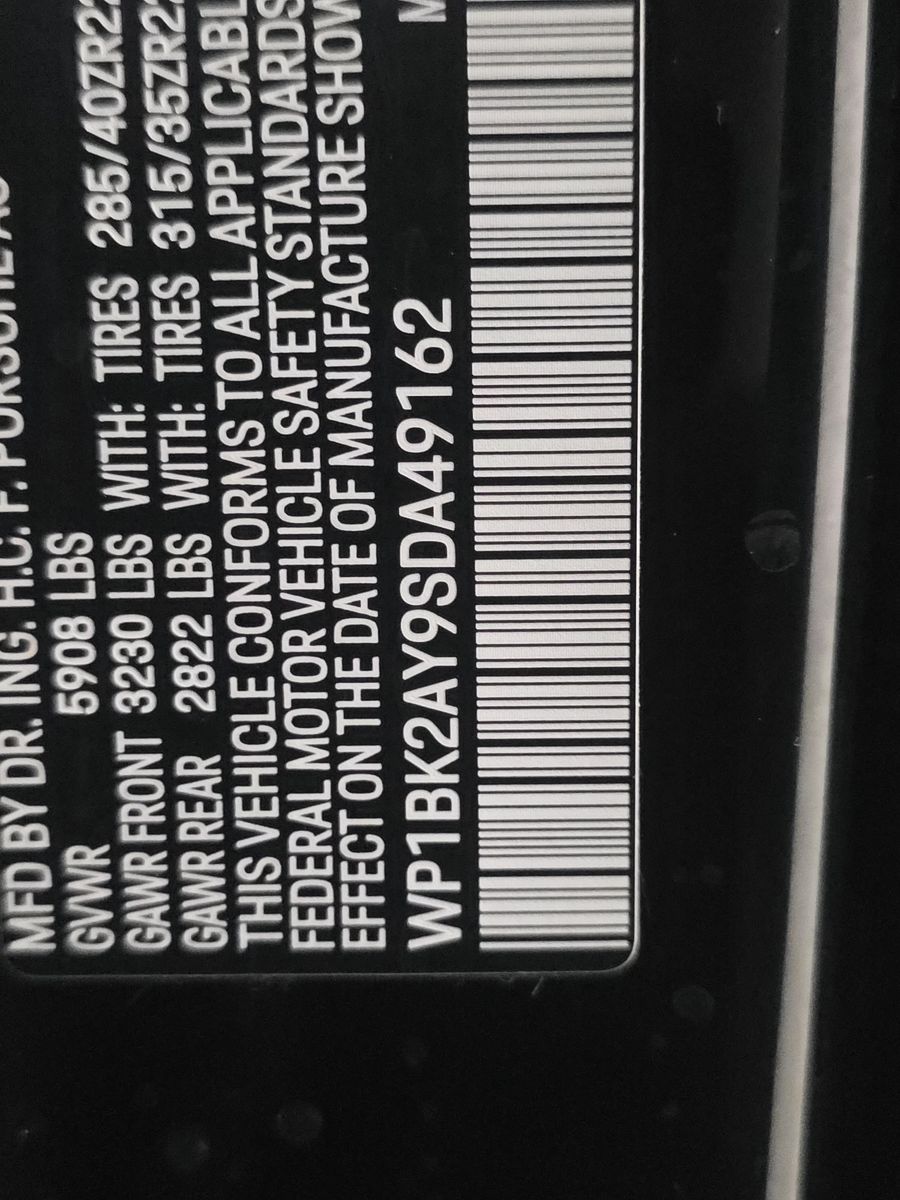 MFD BY DR. ING. H.C. F. PORSCHE AG
GVWR 5908 LBS
GAWR FRONT 3230 LBS WITH: TIRES 285/40ZR22
GAWR REAR 2822 LBS WITH: TIRES 315/35ZR22
THIS VEHICLE CONFORMS TO ALL APPLICABL
FEDERAL MOTOR VEHICLE SAFETY STANDARDS
EFFECT ON THE DATE OF MANUFACTURE SHOW
WP1BK2AY9SDA49162 M